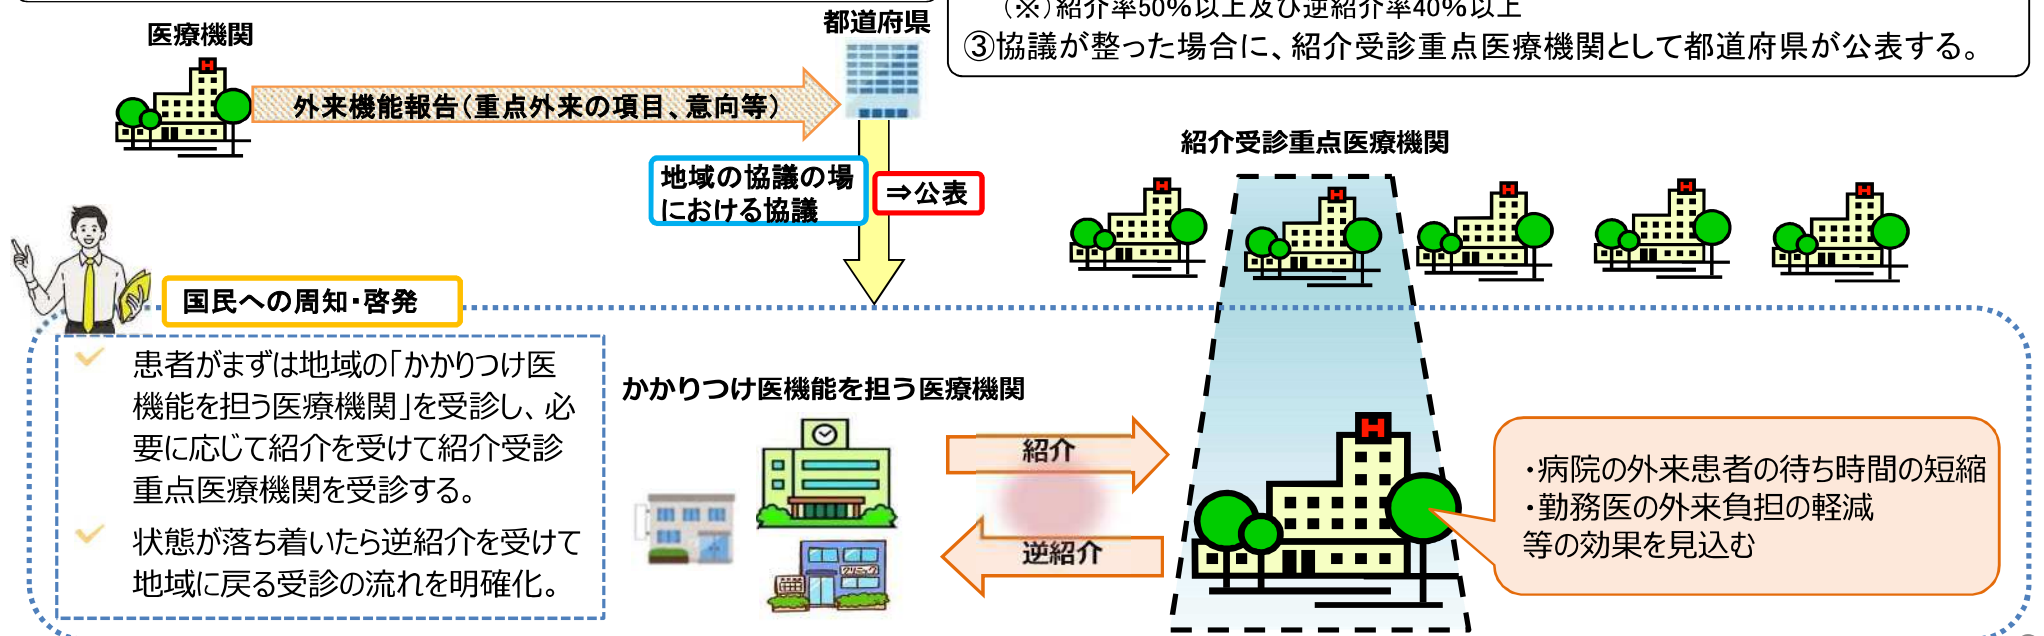 (※)紹介率50%以上及び逆紹介率40%以上
③協議が整った場合に、紹介受診重点医療機関として都道府県が公表する。
医療機関
都道府県
外来機能報告(重点外来の項目、意向等)
地域の協議の場
における協議
⇒公表
紹介受診重点医療機関
国民への周知・啓発
患者がまずは地域の「かかりつけ医
機能を担う医療機関」を受診し、必
要に応じて紹介を受けて紹介受診
重点医療機関を受診する。
状態が落ち着いたら逆紹介を受けて
地域に戻る受診の流れを明確化。
かかりつけ医機能を担う医療機関
クリニック
紹介
逆紹介
H
H
H
H
H
H
H
・病院の外来患者の待ち時間の短縮
・勤務医の外来負担の軽減
等の効果を見込む